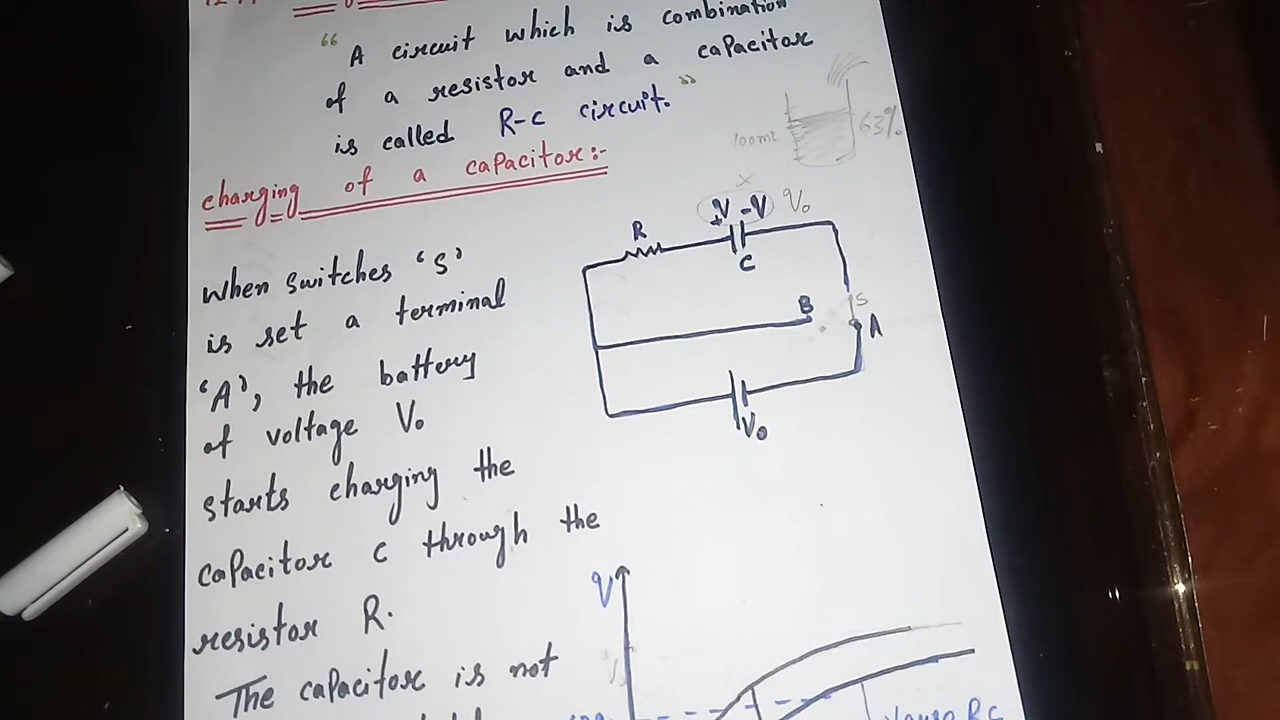 “ A circuit which is combination
of a resistor and a capacitor
is called R-C circuit. ”
100ml
63%
charging of a capacitor:-
x
+V -V V₀
R
C
B
S
A
V₀
When switches ‘S’
is set a terminal
‘A’, the battery
of voltage V₀
starts charging the
capacitor C through the
resistor R.
The capacitor is not
V
RC